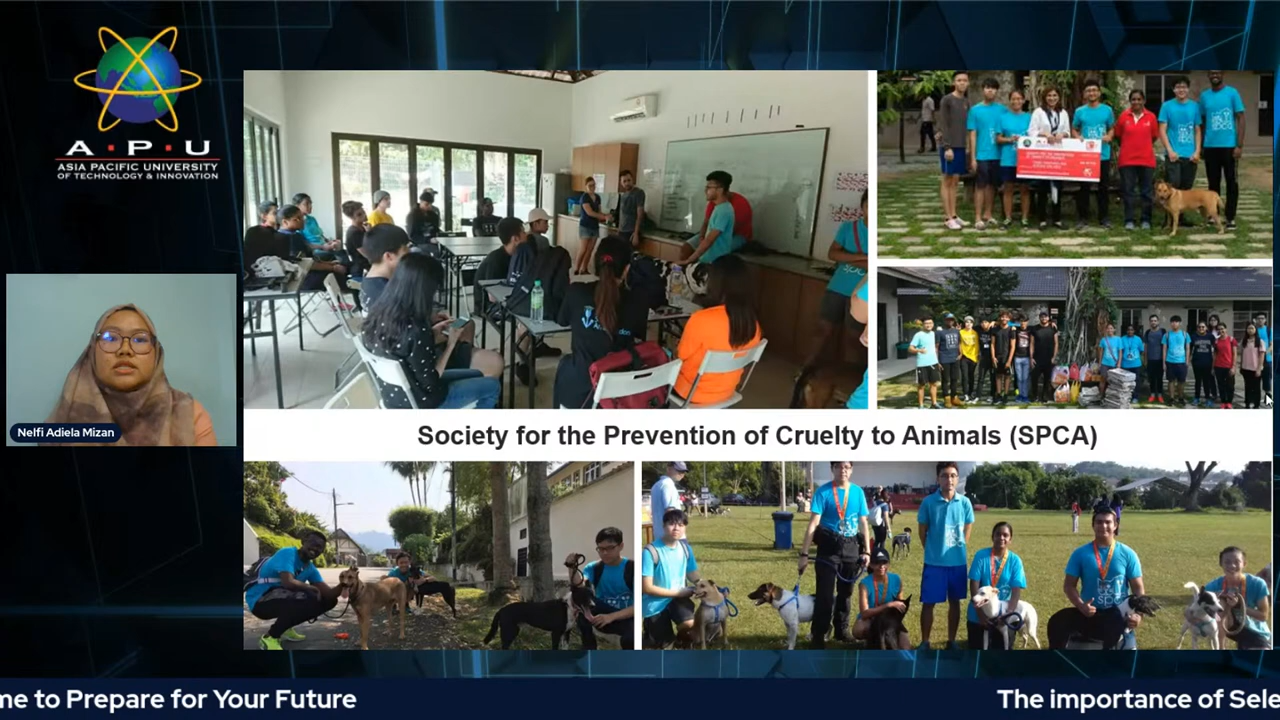 A·P·U
ASIA PACIFIC UNIVERSITY
OF TECHNOLOGY & INNOVATION
Nelfi Adiela Mizan
Society for the Prevention of Cruelty to Animals (SPCA)
me to Prepare for Your Future
The importance of Sele